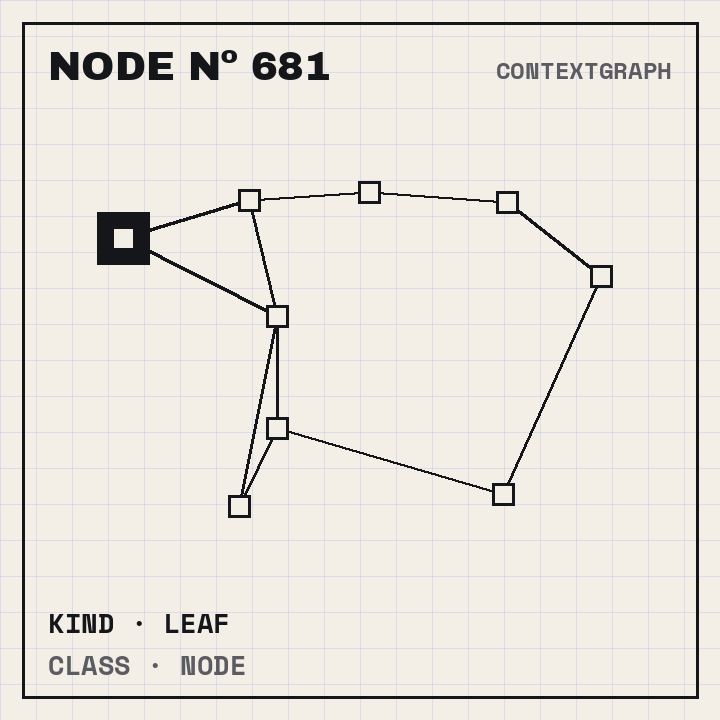 NODE Nº 681
CONTEXTGRAPH
KIND · LEAF
CLASS · NODE